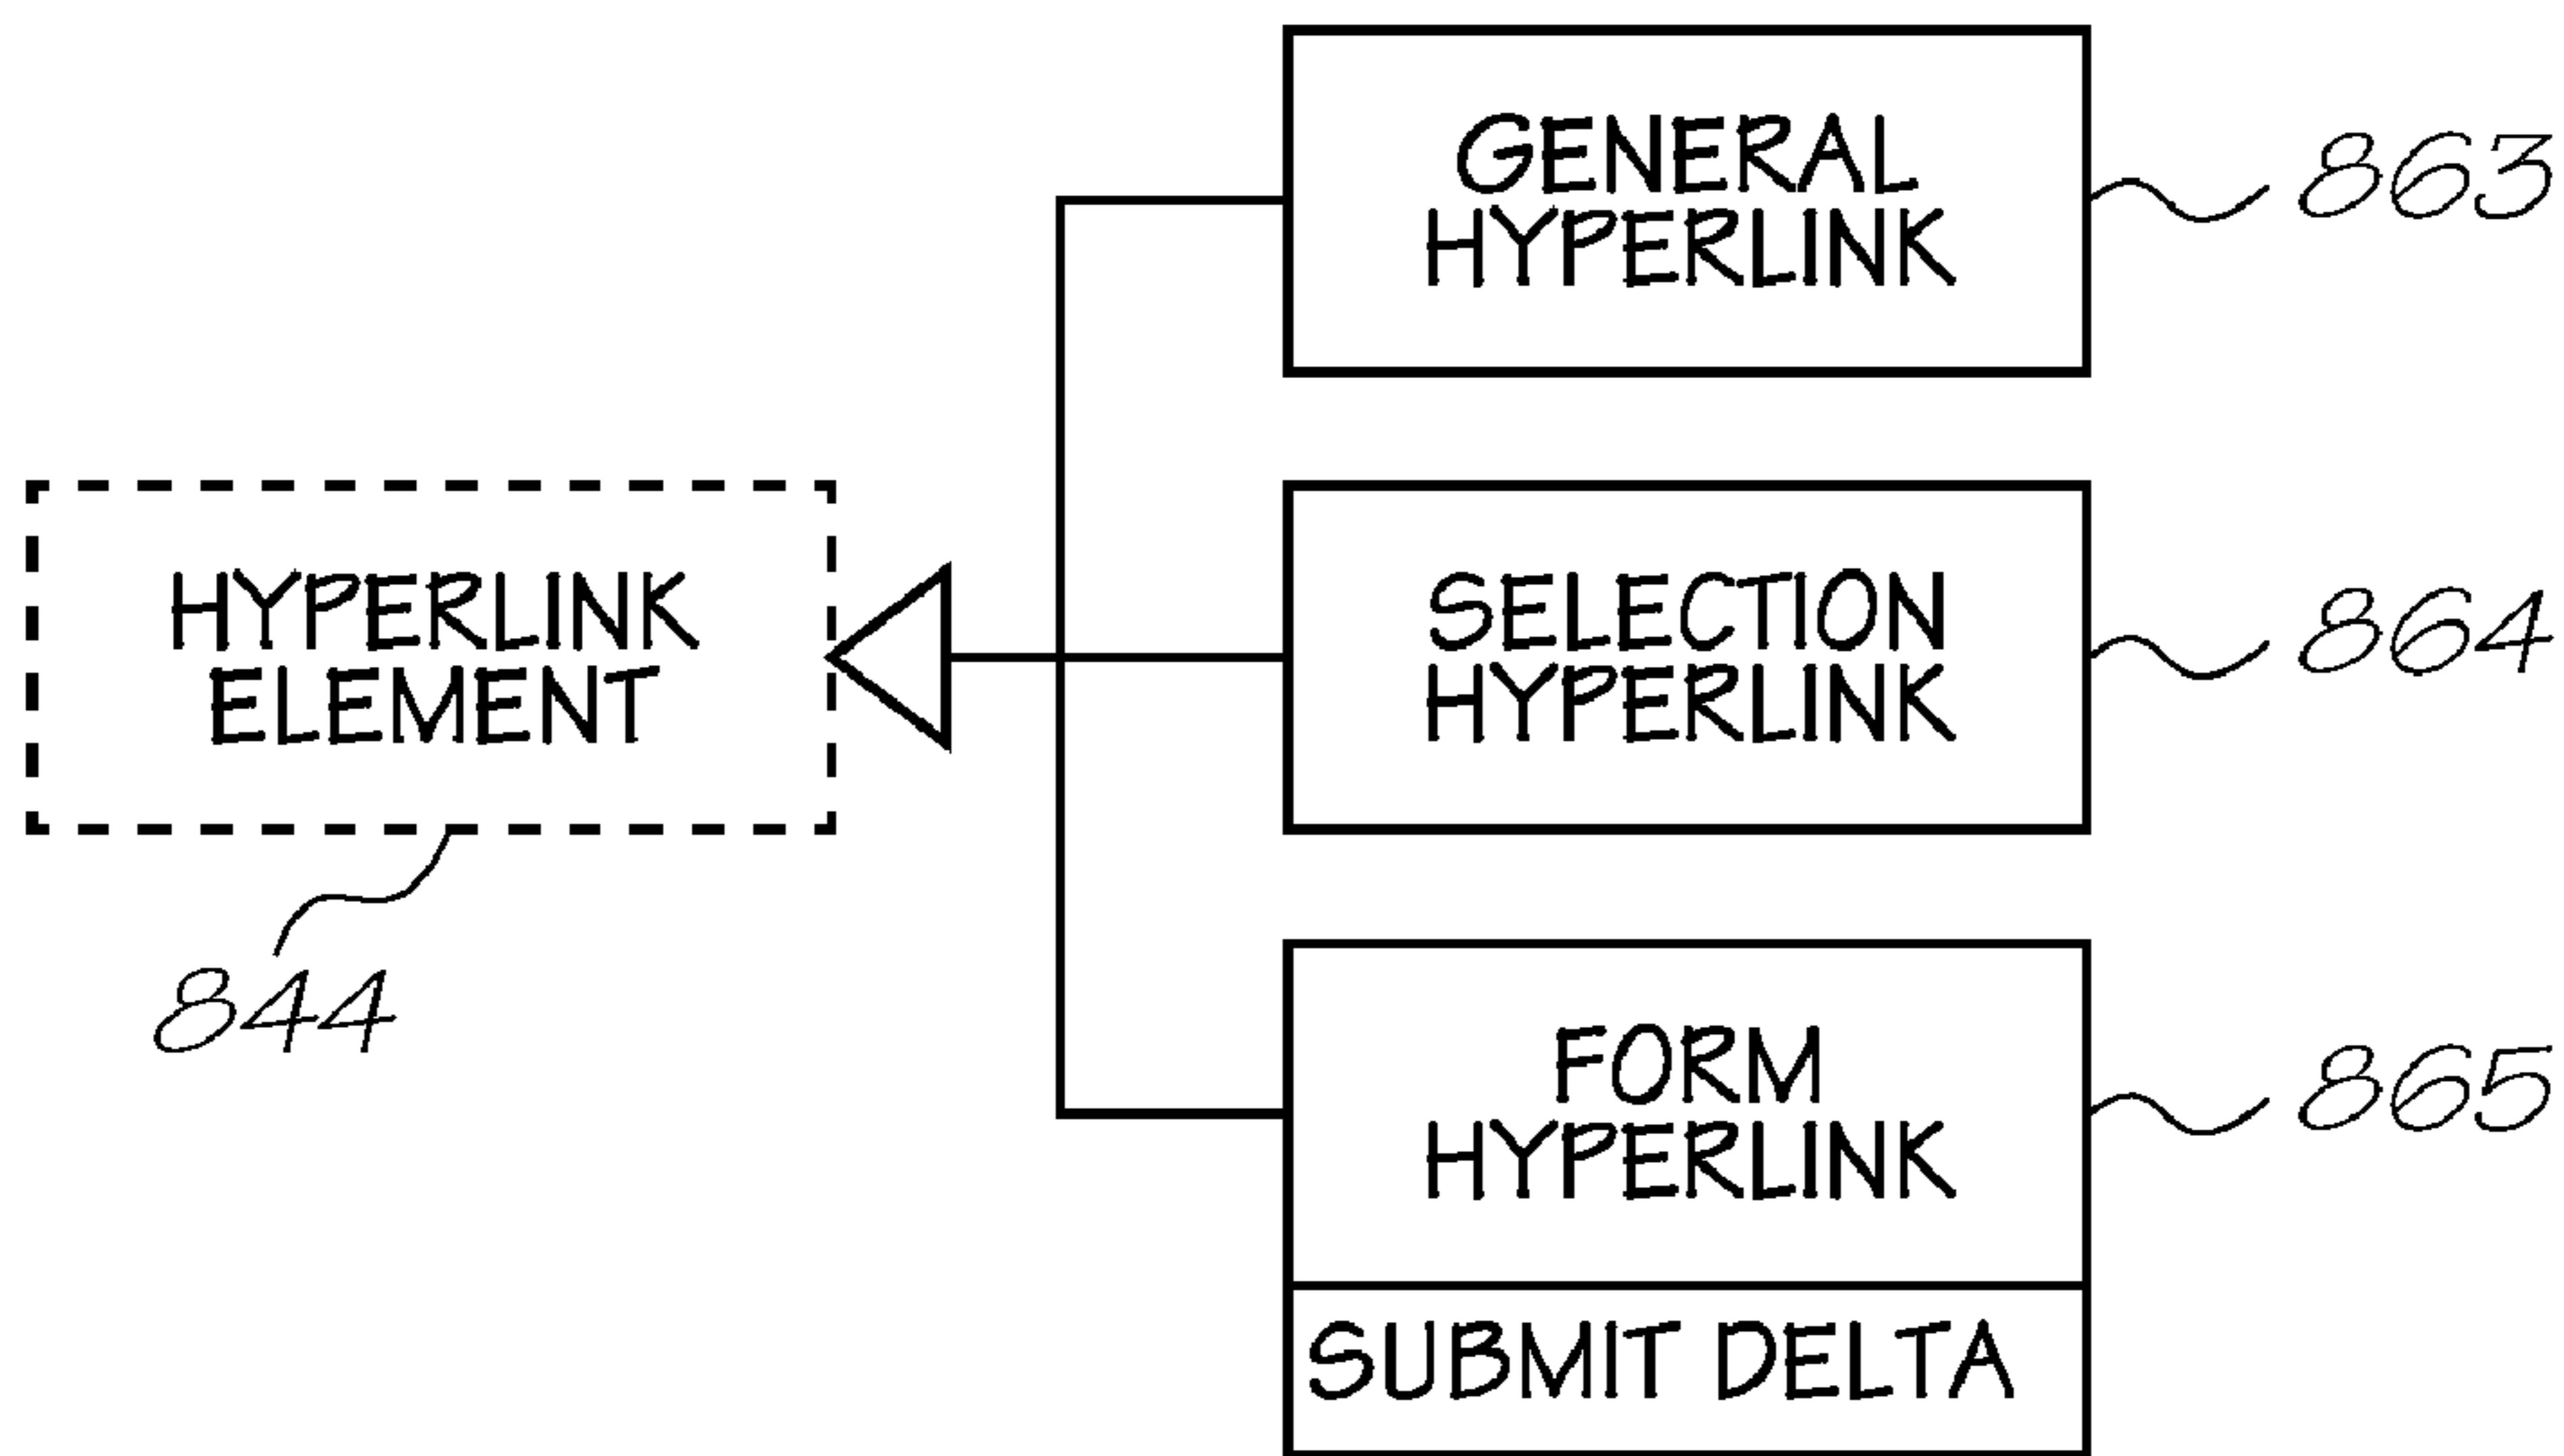 GENERAL
HYPERLINK
863
HYPERLINK
ELEMENT
844
SELECTION
HYPERLINK
864
FORM
HYPERLINK
865
SUBMIT DELTA